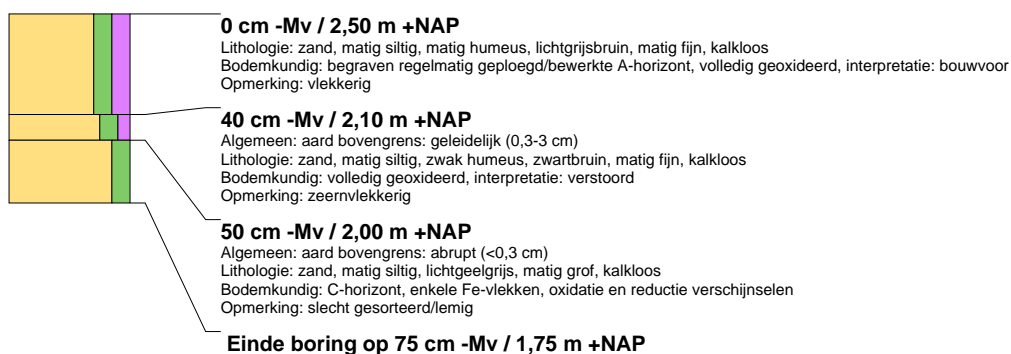 0 cm -Mv / 2,50 m +NAP
Lithologie: zand, matig siltig, matig humeus, lichtgrijsbruin, matig fijn, kalkloos
Bodemkundig: begraven regelmatig geploegd/bewerkte A-horizont, volledig geoxideerd, interpretatie: bouwvoor
Opmerking: vlekkerig
40 cm -Mv / 2,10 m +NAP
Algemeen: aard bovengrens: geleidelijk (0,3-3 cm)
Lithologie: zand, matig siltig, zwak humeus, zwartbruin, matig fijn, kalkloos
Bodemkundig: volledig geoxideerd, interpretatie: verstoord
Opmerking: zeernvlekkerig
50 cm -Mv / 2,00 m +NAP
Algemeen: aard bovengrens: abrupt (<0,3 cm)
Lithologie: zand, matig siltig, lichtgeelgrijs, matig grof, kalkloos
Bodemkundig: C-horizont, enkele Fe-vlekken, oxidatie en reductie verschijnselen
Opmerking: slecht gesorteerd/lemig
Einde boring op 75 cm -Mv / 1,75 m +NAP